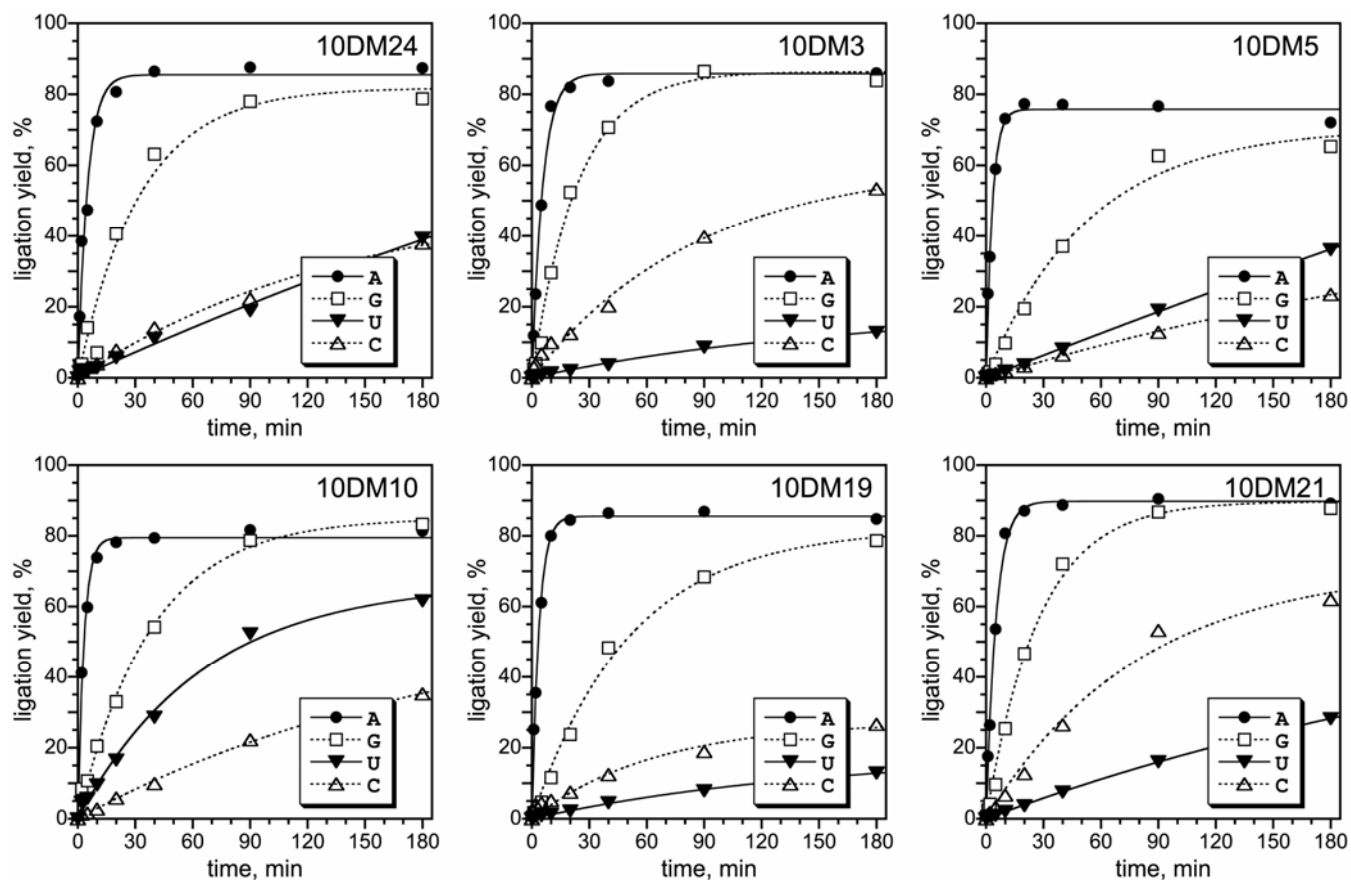 10DM24
ligation yield, %
100
80
60
40
20
0
A
G
U
C
0 30 60 90 120 150 180
time, min
10DM3
ligation yield, %
100
80
60
40
20
0
A
G
U
C
0 30 60 90 120 150 180
time, min
10DM5
ligation yield, %
100
80
60
40
20
0
A
G
U
C
0 30 60 90 120 150 180
time, min
10DM10
ligation yield, %
100
80
60
40
20
0
A
G
U
C
0 30 60 90 120 150 180
time, min
10DM19
ligation yield, %
100
80
60
40
20
0
A
G
U
C
0 30 60 90 120 150 180
time, min
10DM21
ligation yield, %
100
80
60
40
20
0
A
G
U
C
0 30 60 90 120 150 180
time, min